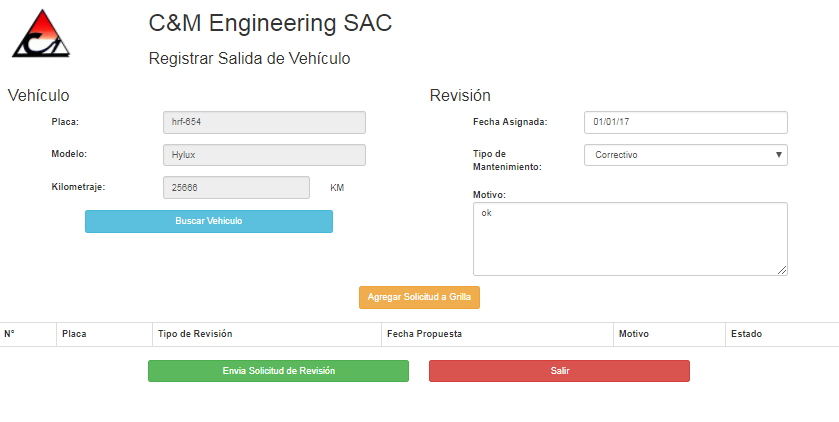 C&M Engineering SAC
Registrar Salida de Vehículo
Vehículo
Placa: hrf-654
Modelo: Hylux
Kilometraje: 25666 KM
Buscar Vehiculo
Revisión
Fecha Asignada: 01/01/17
Tipo de Mantenimiento: Correctivo
Motivo:
ok
Agregar Solicitud a Grilla
N° Placa Tipo de Revisión Fecha Propuesta Motivo Estado
Envia Solicitud de Revisión Salir